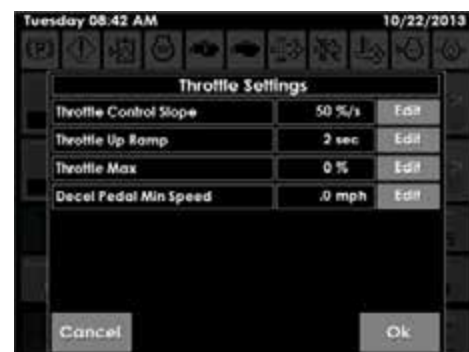 Tuesday 08:42 AM 10/22/2013
(P)
Throttle Settings
Throttle Control Slope 50 %/s Edit
Throttle Up Ramp 2 sec Edit
Throttle Max 0 % Edit
Decel Pedal Min Speed .0 mph Edit
Cancel Ok